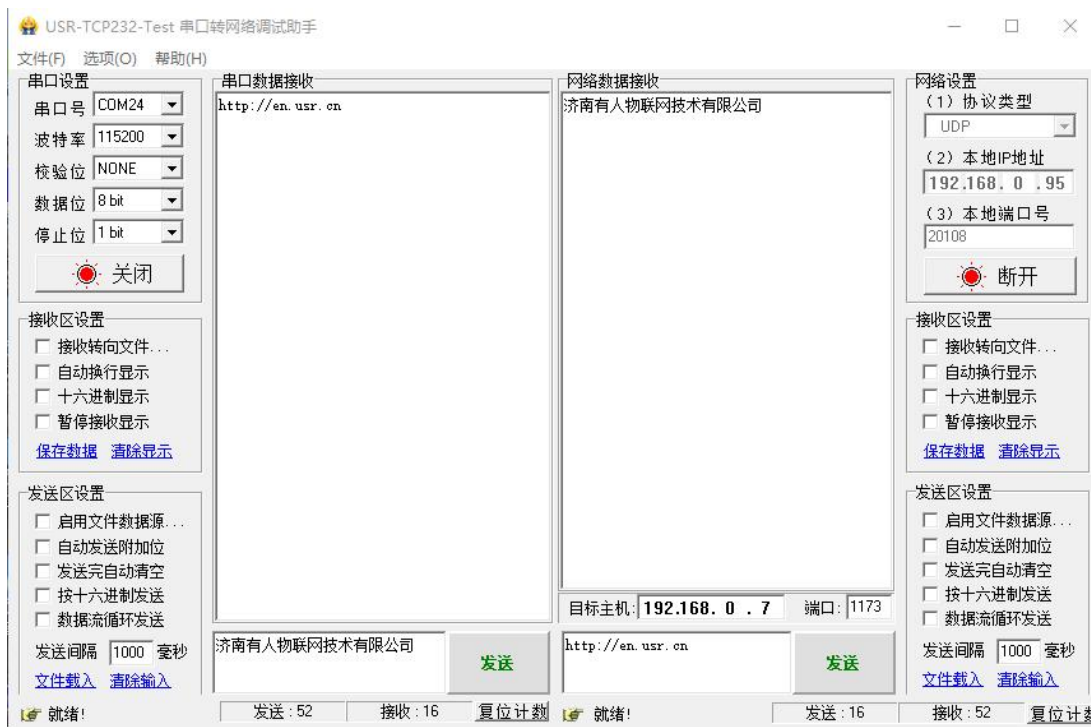 USR-TCP232-Test 串口转网络调试助手
文件(F) 选项(O) 帮助(H)
串口设置
串口号 COM24
波特率 115200
校验位 NONE
数据位 8 bit
停止位 1 bit
关闭
接收区设置
接收转向文件...
自动换行显示
十六进制显示
暂停接收显示
保存数据 清除显示
发送区设置
启用文件数据源...
自动发送附加位
发送完自动清空
按十六进制发送
数据流循环发送
发送间隔 1000 毫秒
文件载入 清除输入
就绪!
串口数据接收
http://en.usr.cn
济南有人物联网技术有限公司
发送
发送:52 接收:16 复位计数
网络数据接收
济南有人物联网技术有限公司
目标主机: 192.168. 0 . 7 端口: 1173
http://en.usr.cn
发送
就绪! 发送:16 接收:52 复位计
网络设置
(1) 协议类型
UDP
(2) 本地IP地址
192.168. 0 .95
(3) 本地端口号
20108
断开
接收区设置
接收转向文件...
自动换行显示
十六进制显示
暂停接收显示
保存数据 清除显示
发送区设置
启用文件数据源...
自动发送附加位
发送完自动清空
按十六进制发送
数据流循环发送
发送间隔 1000 毫秒
文件载入 清除输入